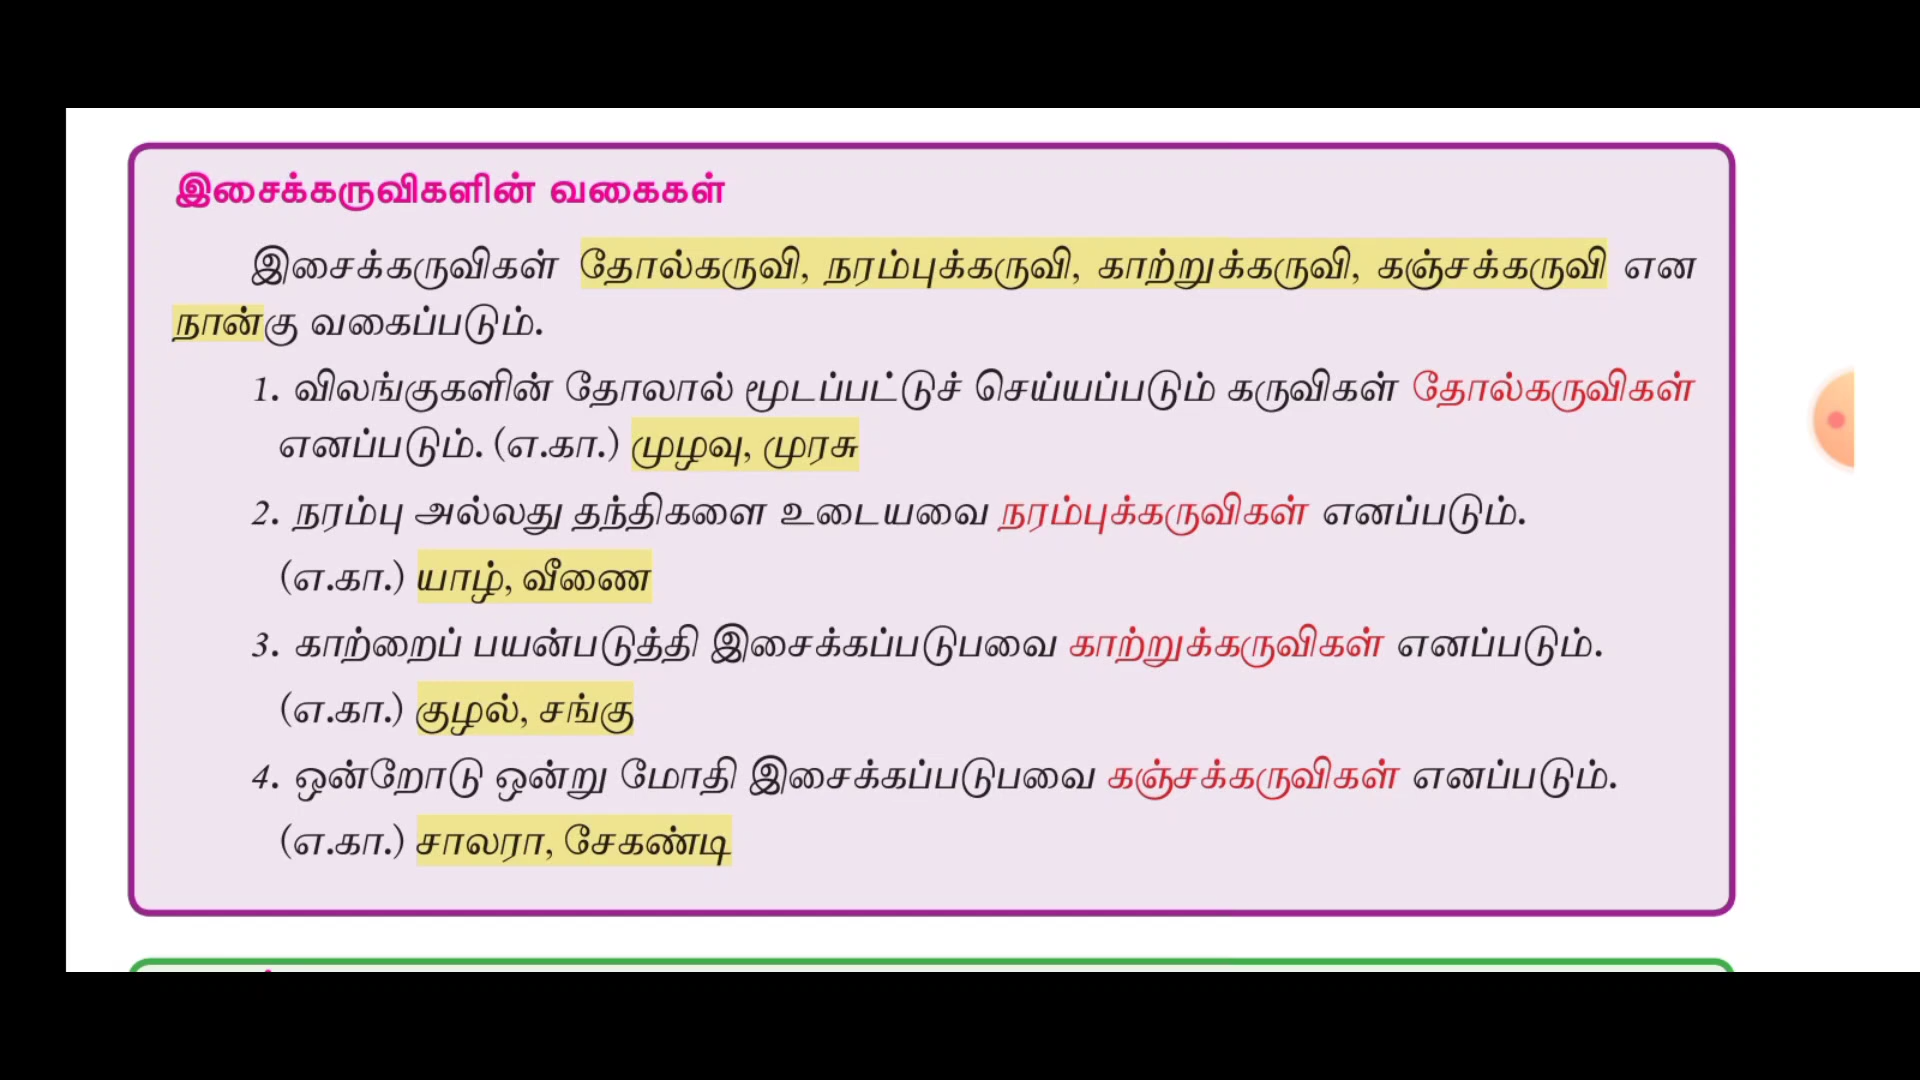 இசைக்கருவிகளின் வகைகள்
இசைக்கருவிகள் தோல்கருவி, நரம்புக்கருவி, காற்றுக்கருவி, கஞ்சக்கருவி என
நான்கு வகைப்படும்.
1. விலங்குகளின் தோலால் மூடப்பட்டுச் செய்யப்படும் கருவிகள் தோல்கருவிகள்
எனப்படும். (எ.கா.) முழவு, முரசு
2. நரம்பு அல்லது தந்திகளை உடையவை நரம்புக்கருவிகள் எனப்படும்.
(எ.கா.) யாழ், வீணை
3. காற்றைப் பயன்படுத்தி இசைக்கப்படுபவை காற்றுக்கருவிகள் எனப்படும்.
(எ.கா.) குழல், சங்கு
4. ஒன்றோடு ஒன்று மோதி இசைக்கப்படுபவை கஞ்சக்கருவிகள் எனப்படும்.
(எ.கா.) சாலரா, சேகண்டி